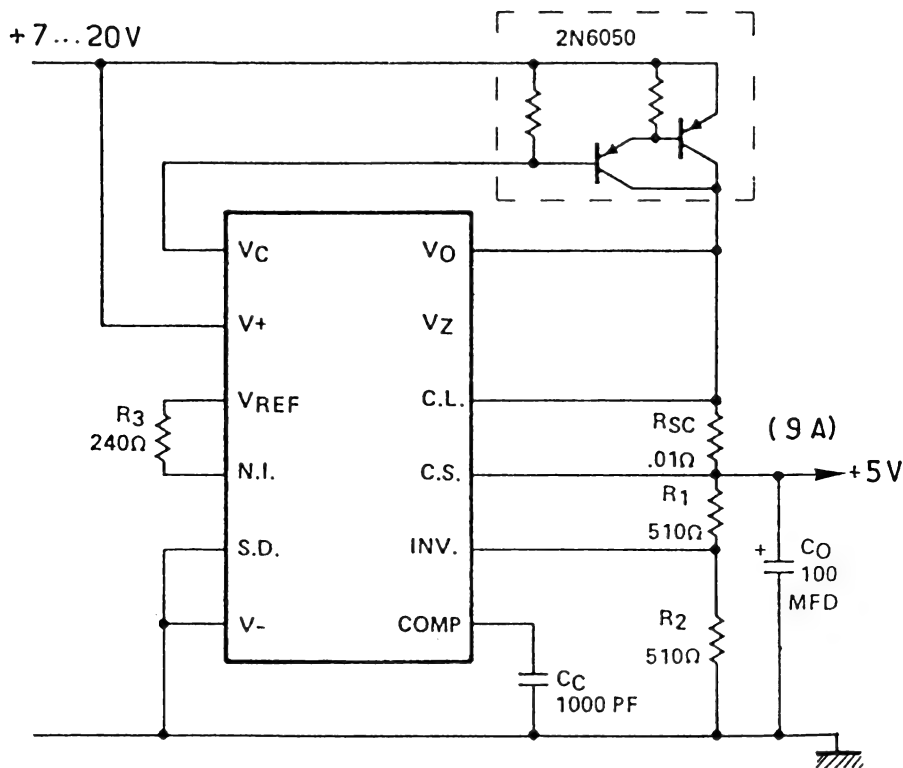 +7...20V
2N6050
VC
VO
V+
VZ
VREF
C.L.
R3
240Ω
RSC
.01Ω
(9A)
N.I.
C.S.
+5V
R1
510Ω
S.D.
INV.
+
CO
100
MFD
V-
COMP
R2
510Ω
CC
1000 PF